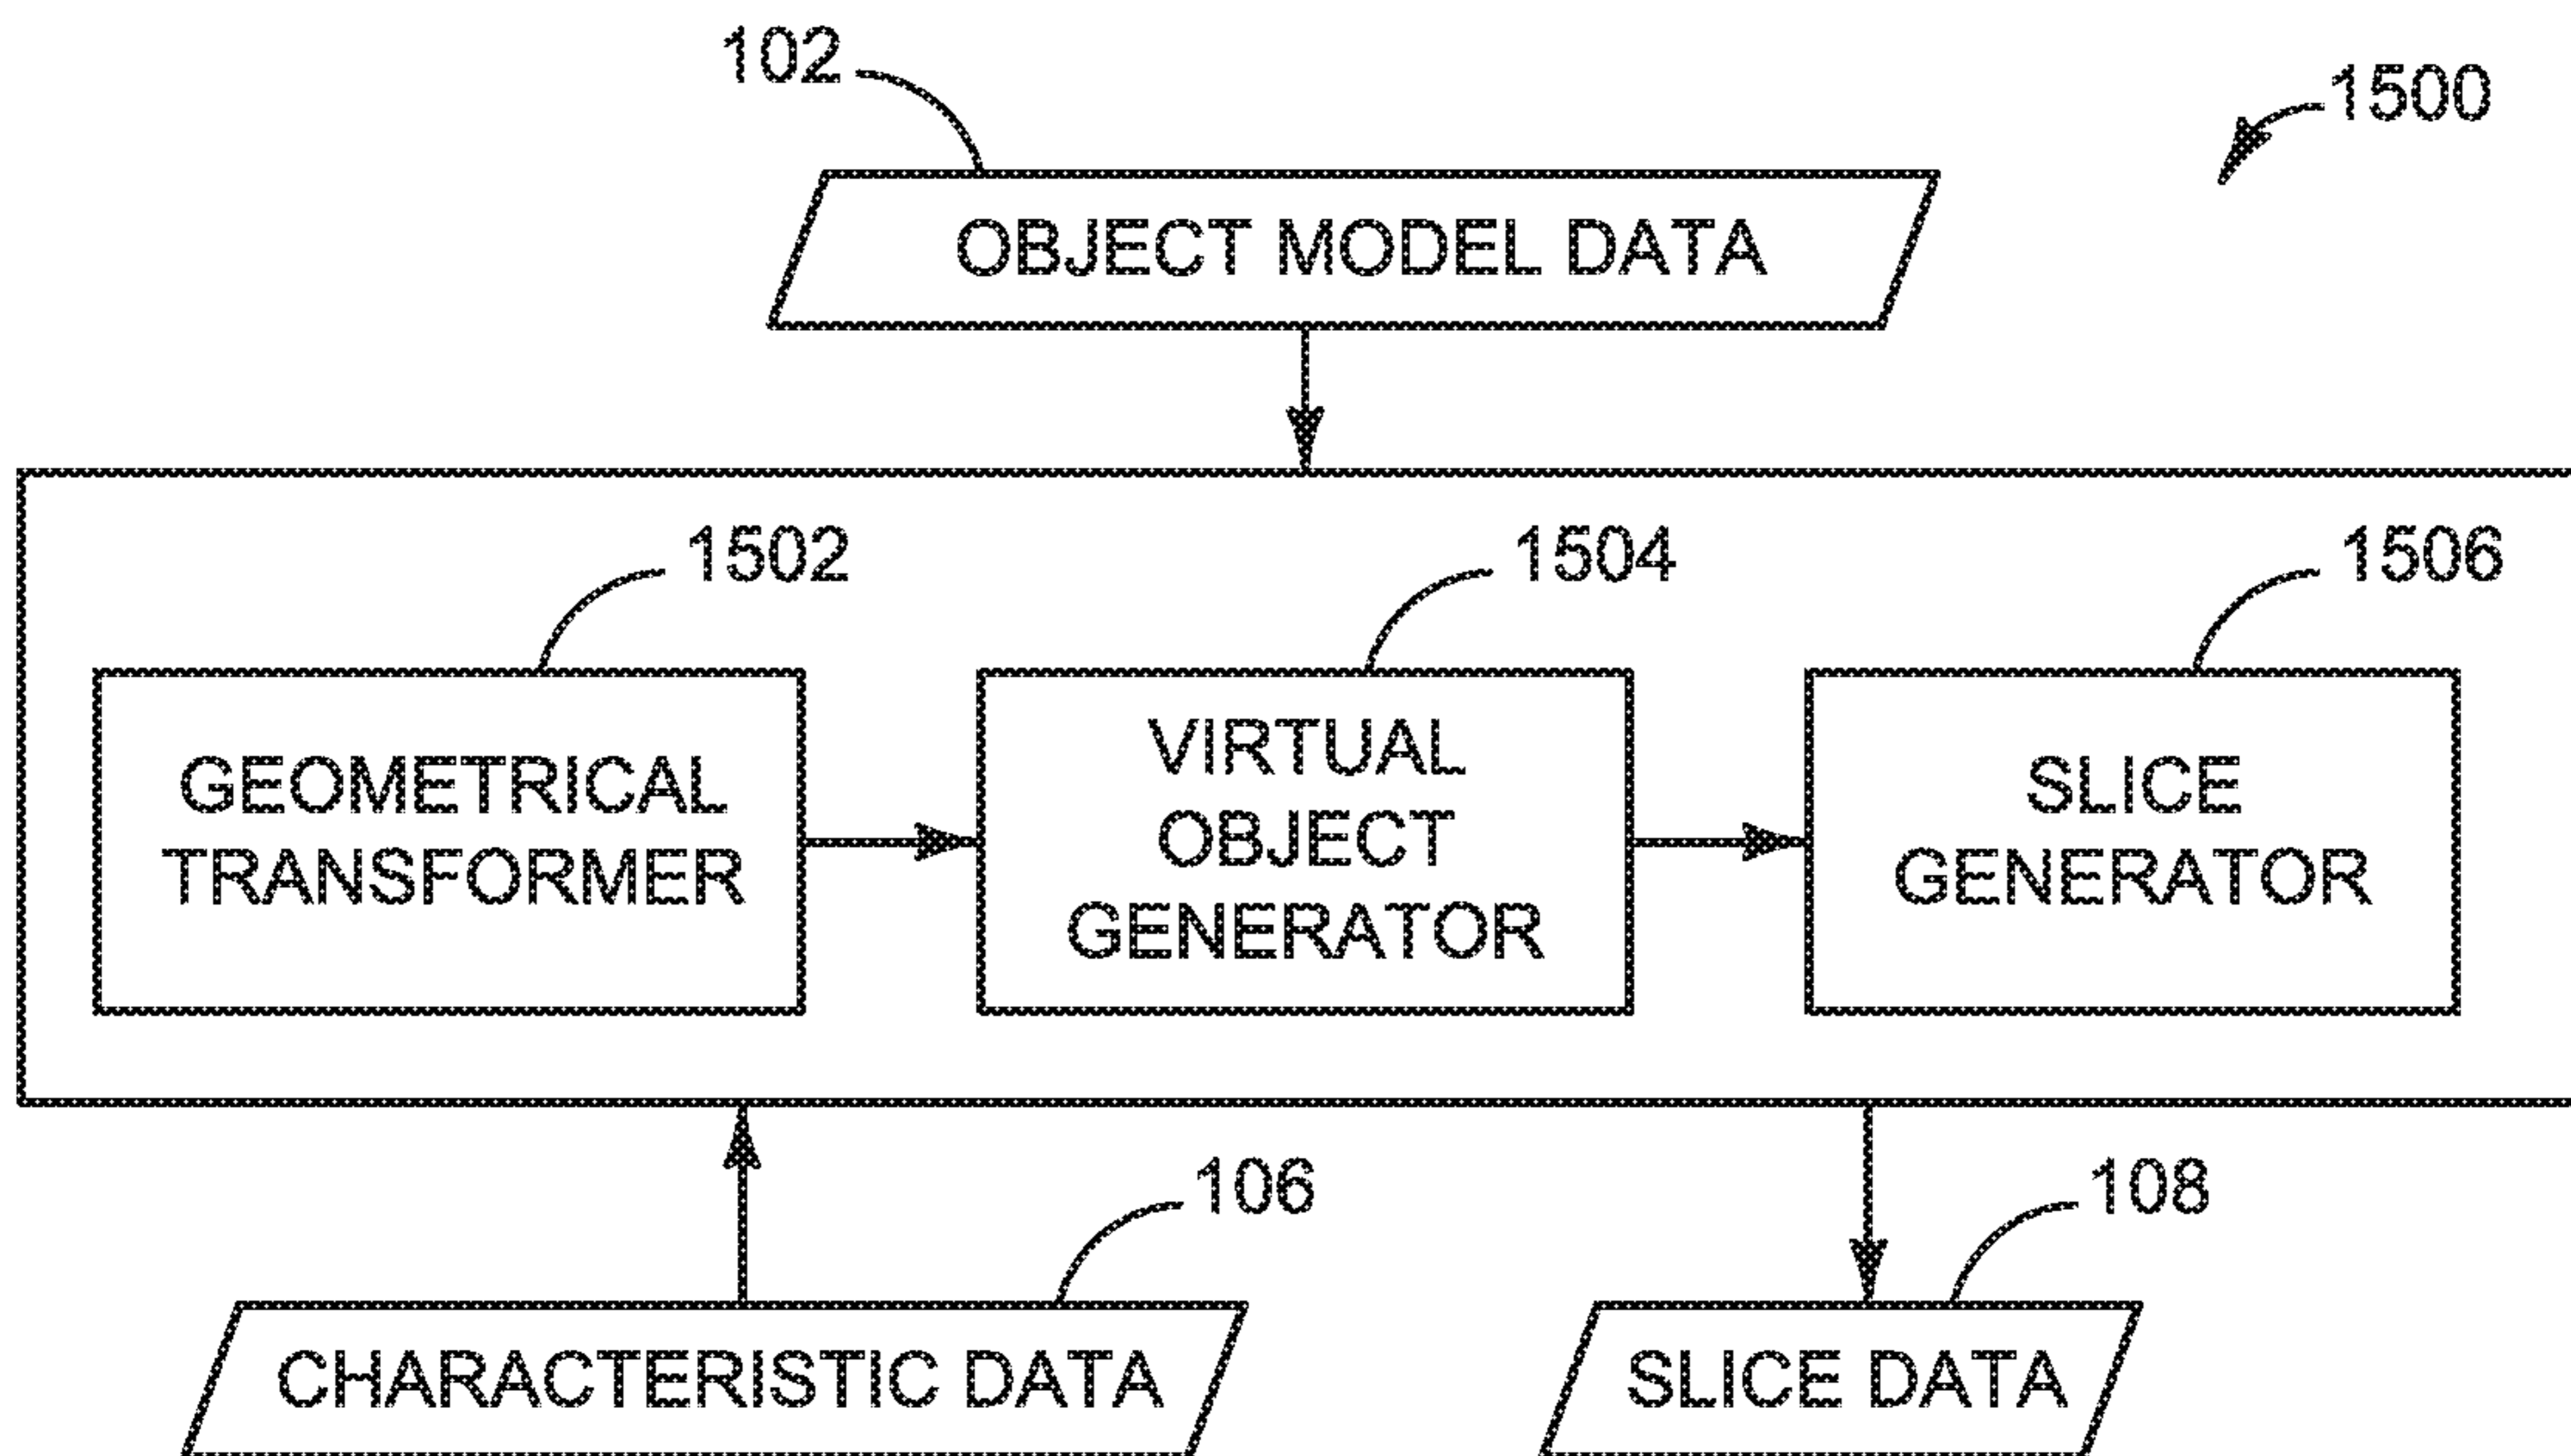 102
1500
OBJECT MODEL DATA
1502
1504
1506
GEOMETRICAL
TRANSFORMER
VIRTUAL
OBJECT
GENERATOR
SLICE
GENERATOR
106
108
CHARACTERISTIC DATA
SLICE DATA